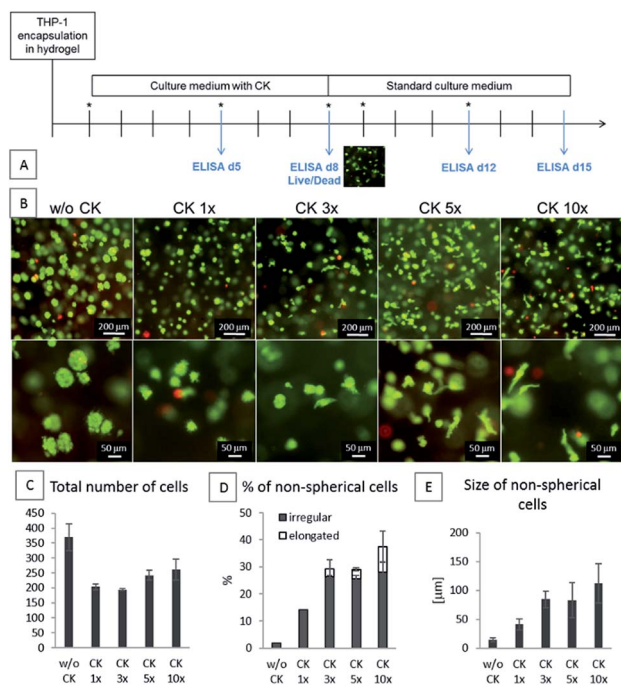 THP-1
encapsulation
in hydrogel
Culture medium with CK
Standard culture medium
* * * * *
A
ELISA d5
ELISA d8
Live/Dead
ELISA d12
ELISA d15
B
w/o CK
CK 1x
CK 3x
CK 5x
CK 10x
200 µm
200 µm
200 µm
200 µm
200 µm
50 µm
50 µm
50 µm
50 µm
50 µm
C
Total number of cells
450
400
350
300
250
200
150
100
50
0
w/o CK CK CK CK
CK 1x 3x 5x 10x
D
% of non-spherical cells
irregular
elongated
50
40
30
20
10
0
%
w/o CK CK CK CK
CK 1x 3x 5x 10x
E
Size of non-spherical
cells
200
150
100
50
0
[µm]
w/o CK CK CK CK
CK 1x 3x 5x 10x